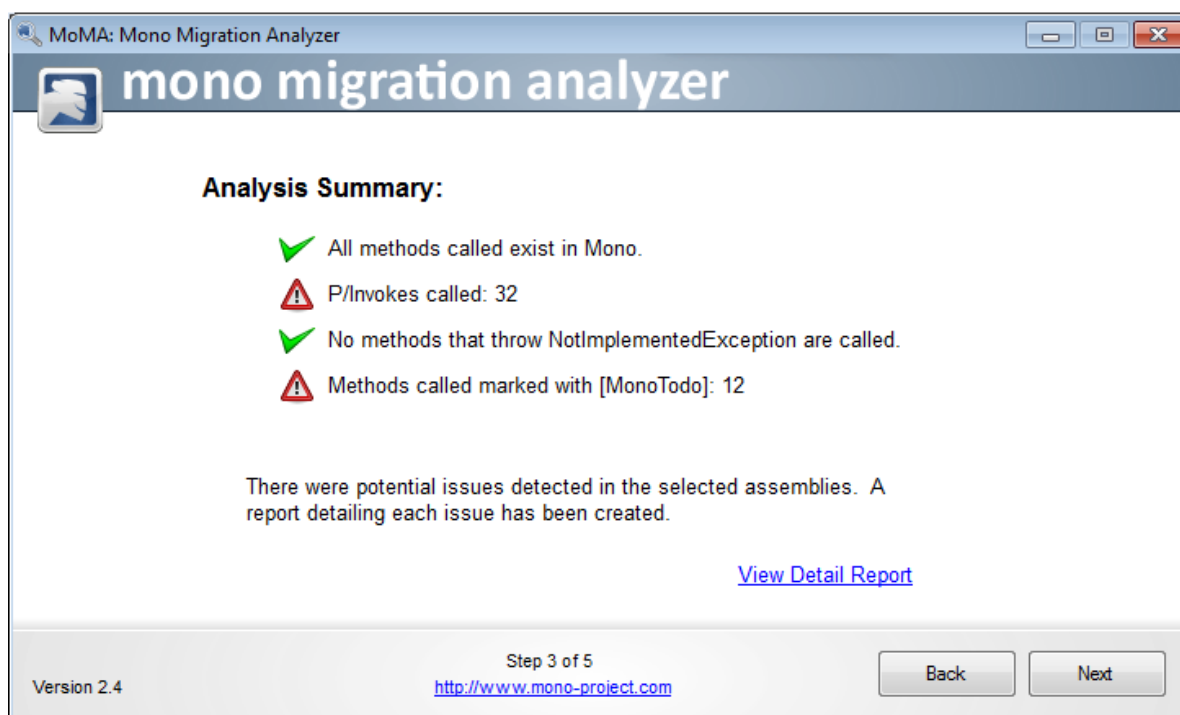 MoMA: Mono Migration Analyzer
mono migration analyzer
Analysis Summary:
All methods called exist in Mono.
P/Invokes called: 32
No methods that throw NotImplementedException are called.
Methods called marked with [MonoTodo]: 12
There were potential issues detected in the selected assemblies.  A
report detailing each issue has been created.
View Detail Report
Version 2.4
Step 3 of 5
http://www.mono-project.com
Back
Next